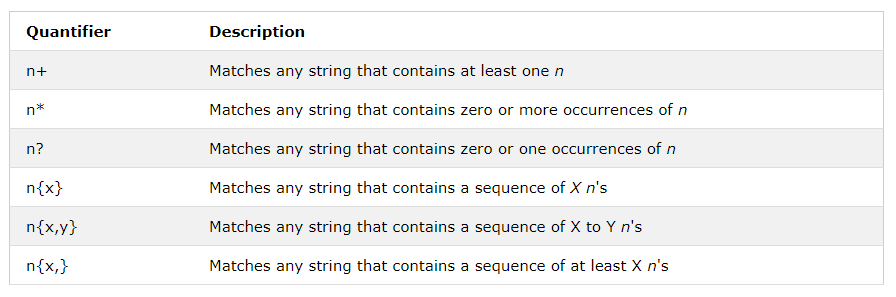 Quantifier Description
n+ Matches any string that contains at least one n
n* Matches any string that contains zero or more occurrences of n
n? Matches any string that contains zero or one occurrences of n
n{x} Matches any string that contains a sequence of X n's
n{x,y} Matches any string that contains a sequence of X to Y n's
n{x,} Matches any string that contains a sequence of at least X n's